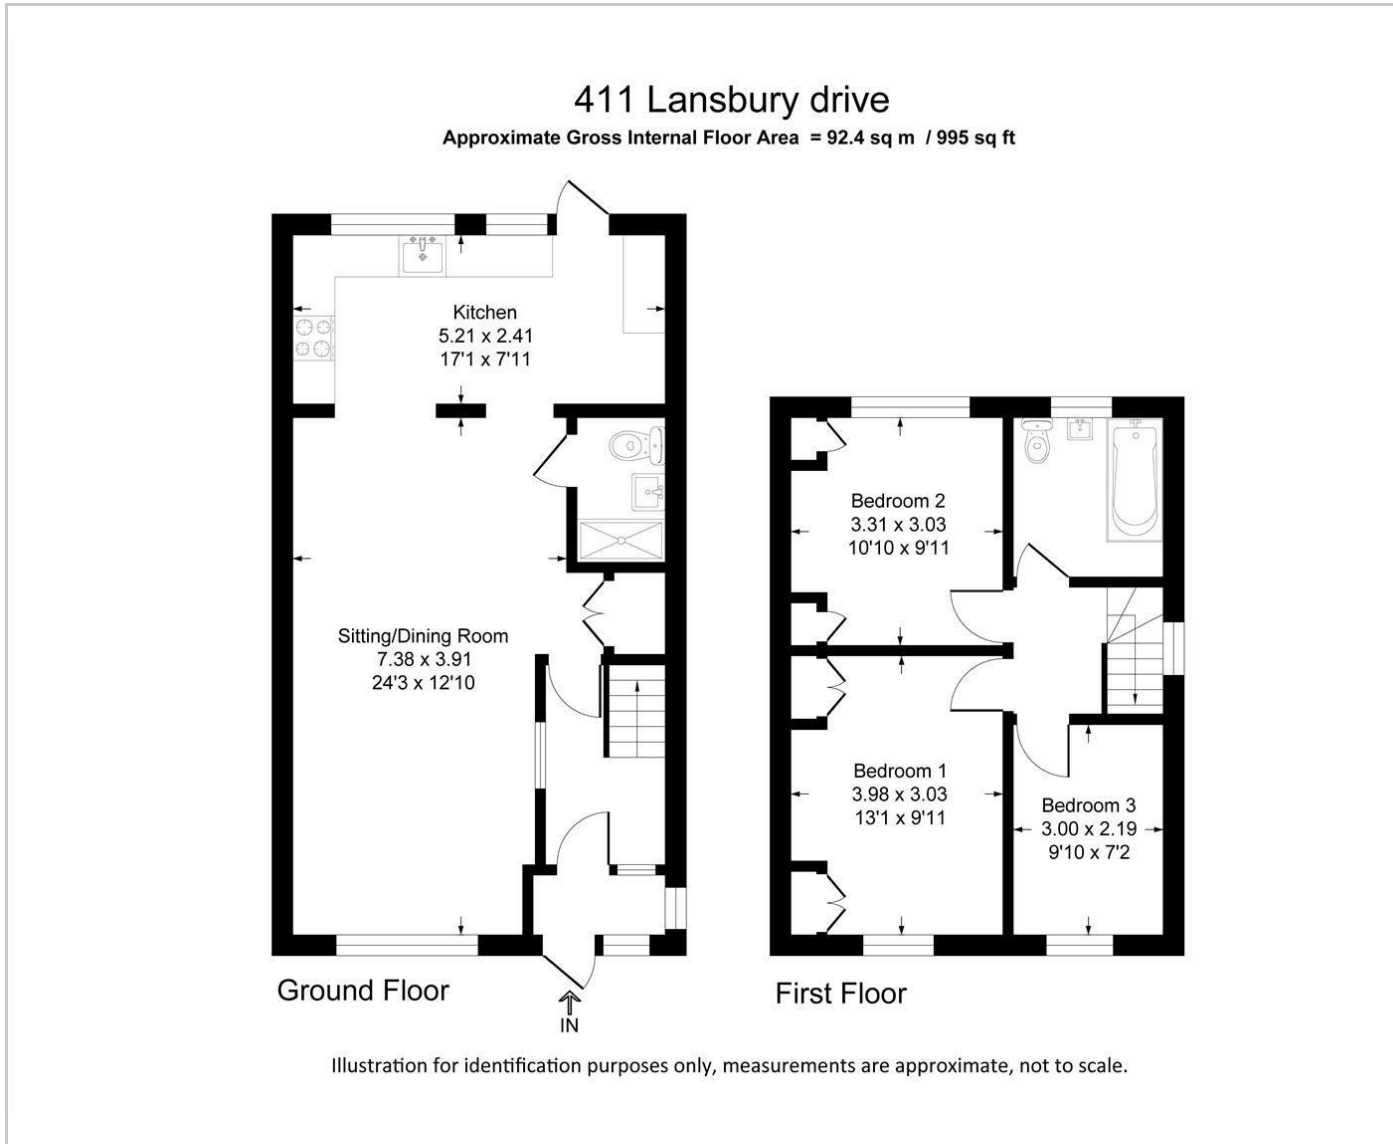 411 Lansbury drive
Approximate Gross Internal Floor Area = 92.4 sq m / 995 sq ft
Kitchen
5.21 x 2.41
17'1 x 7'11
Sitting/Dining Room
7.38 x 3.91
24'3 x 12'10
Ground Floor
IN
Bedroom 2
3.31 x 3.03
10'10 x 9'11
Bedroom 1
3.98 x 3.03
13'1 x 9'11
Bedroom 3
3.00 x 2.19
9'10 x 7'2
First Floor
Illustration for identification purposes only, measurements are approximate, not to scale.